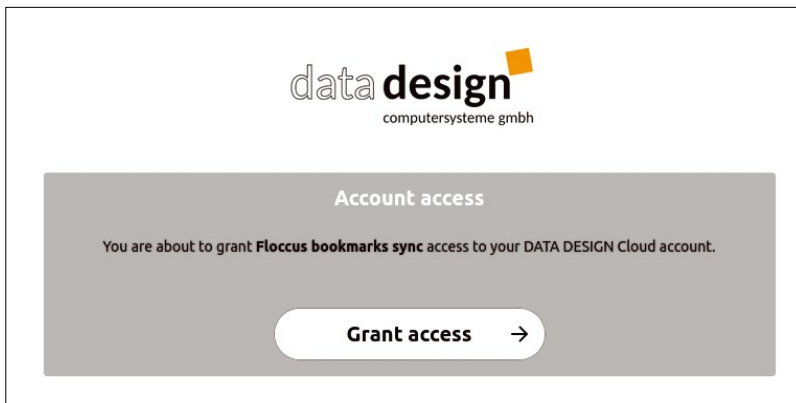 data design
computersysteme gmbh
Account access
You are about to grant Floccus bookmarks sync access to your DATA DESIGN Cloud account.
Grant access →